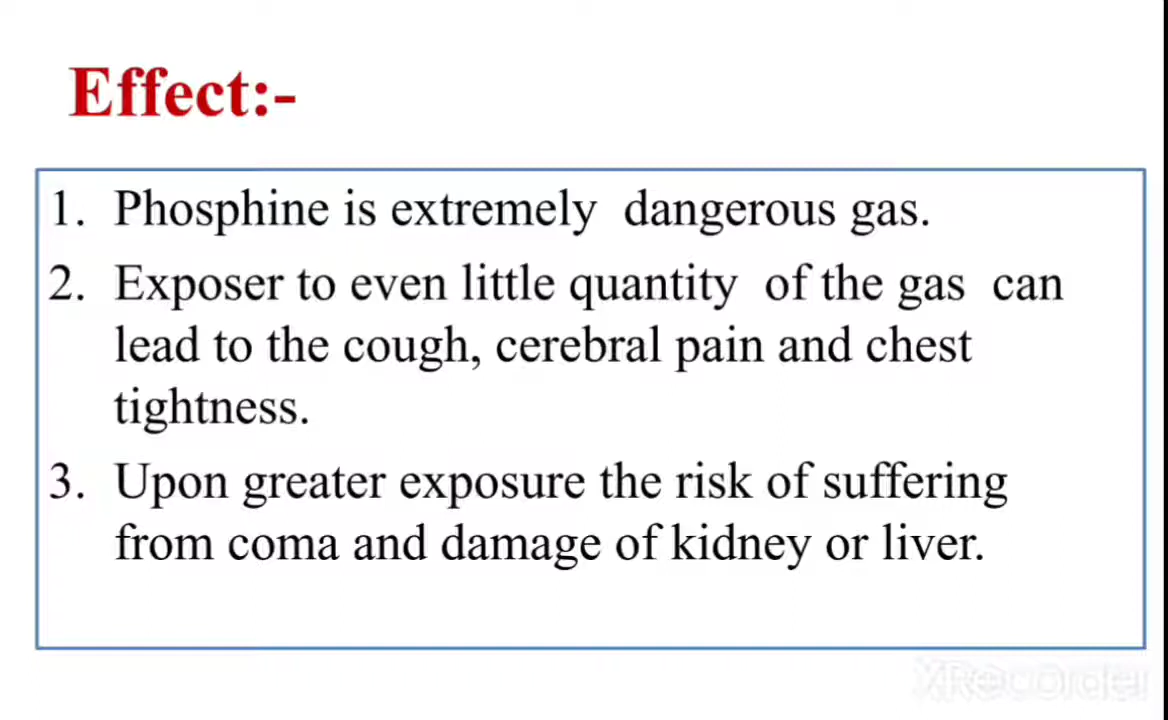 Effect:-
1. Phosphine is extremely dangerous gas.
2. Exposer to even little quantity of the gas can
lead to the cough, cerebral pain and chest
tightness.
3. Upon greater exposure the risk of suffering
from coma and damage of kidney or liver.
XRecorder